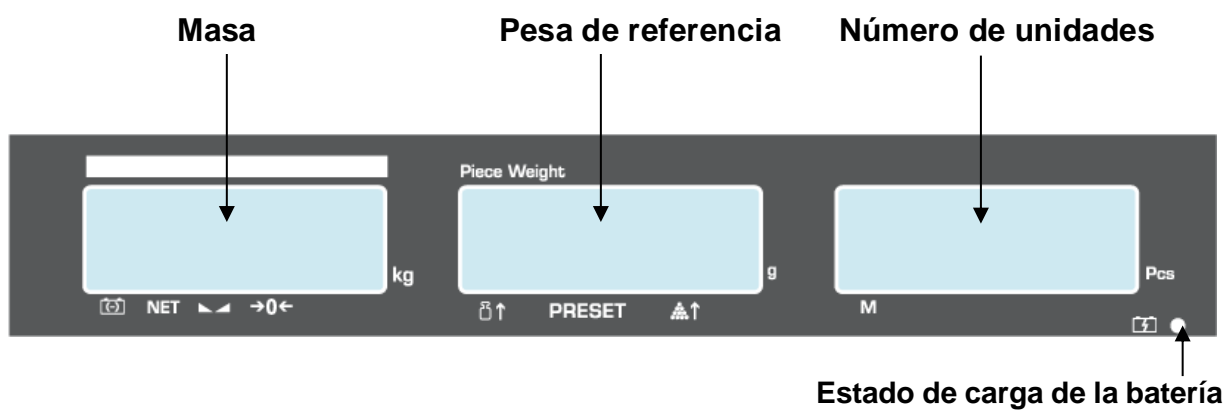 Masa Pesa de referencia Número de unidades
Piece Weight
kg g Pcs
NET →0← ↑ PRESET ↑ M
Estado de carga de la batería